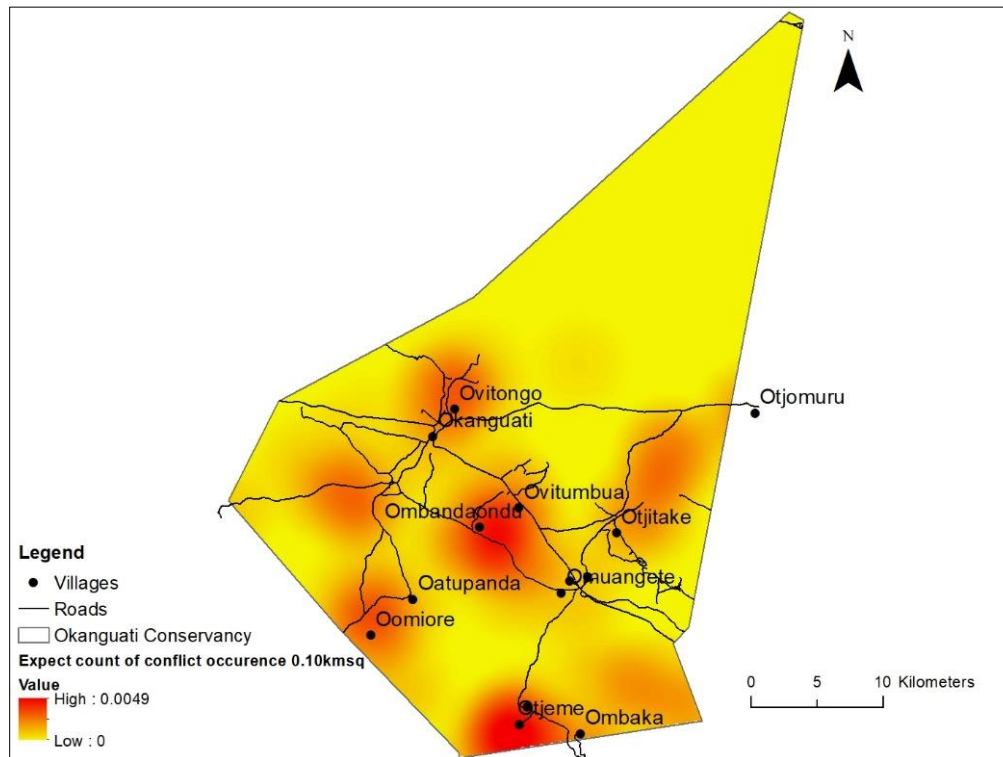 N
Ovitongo
Otjomuru
Okanguati
Ovitumbua
Ombandaondu
Otjitake
Omuangete
Oatupanda
Oomiore
Otjeme
Ombaka
Legend
Villages
Roads
Okanguati Conservancy
Expect count of conflict occurence 0.10kmsq
Value
High : 0.0049
Low : 0
0 5 10 Kilometers